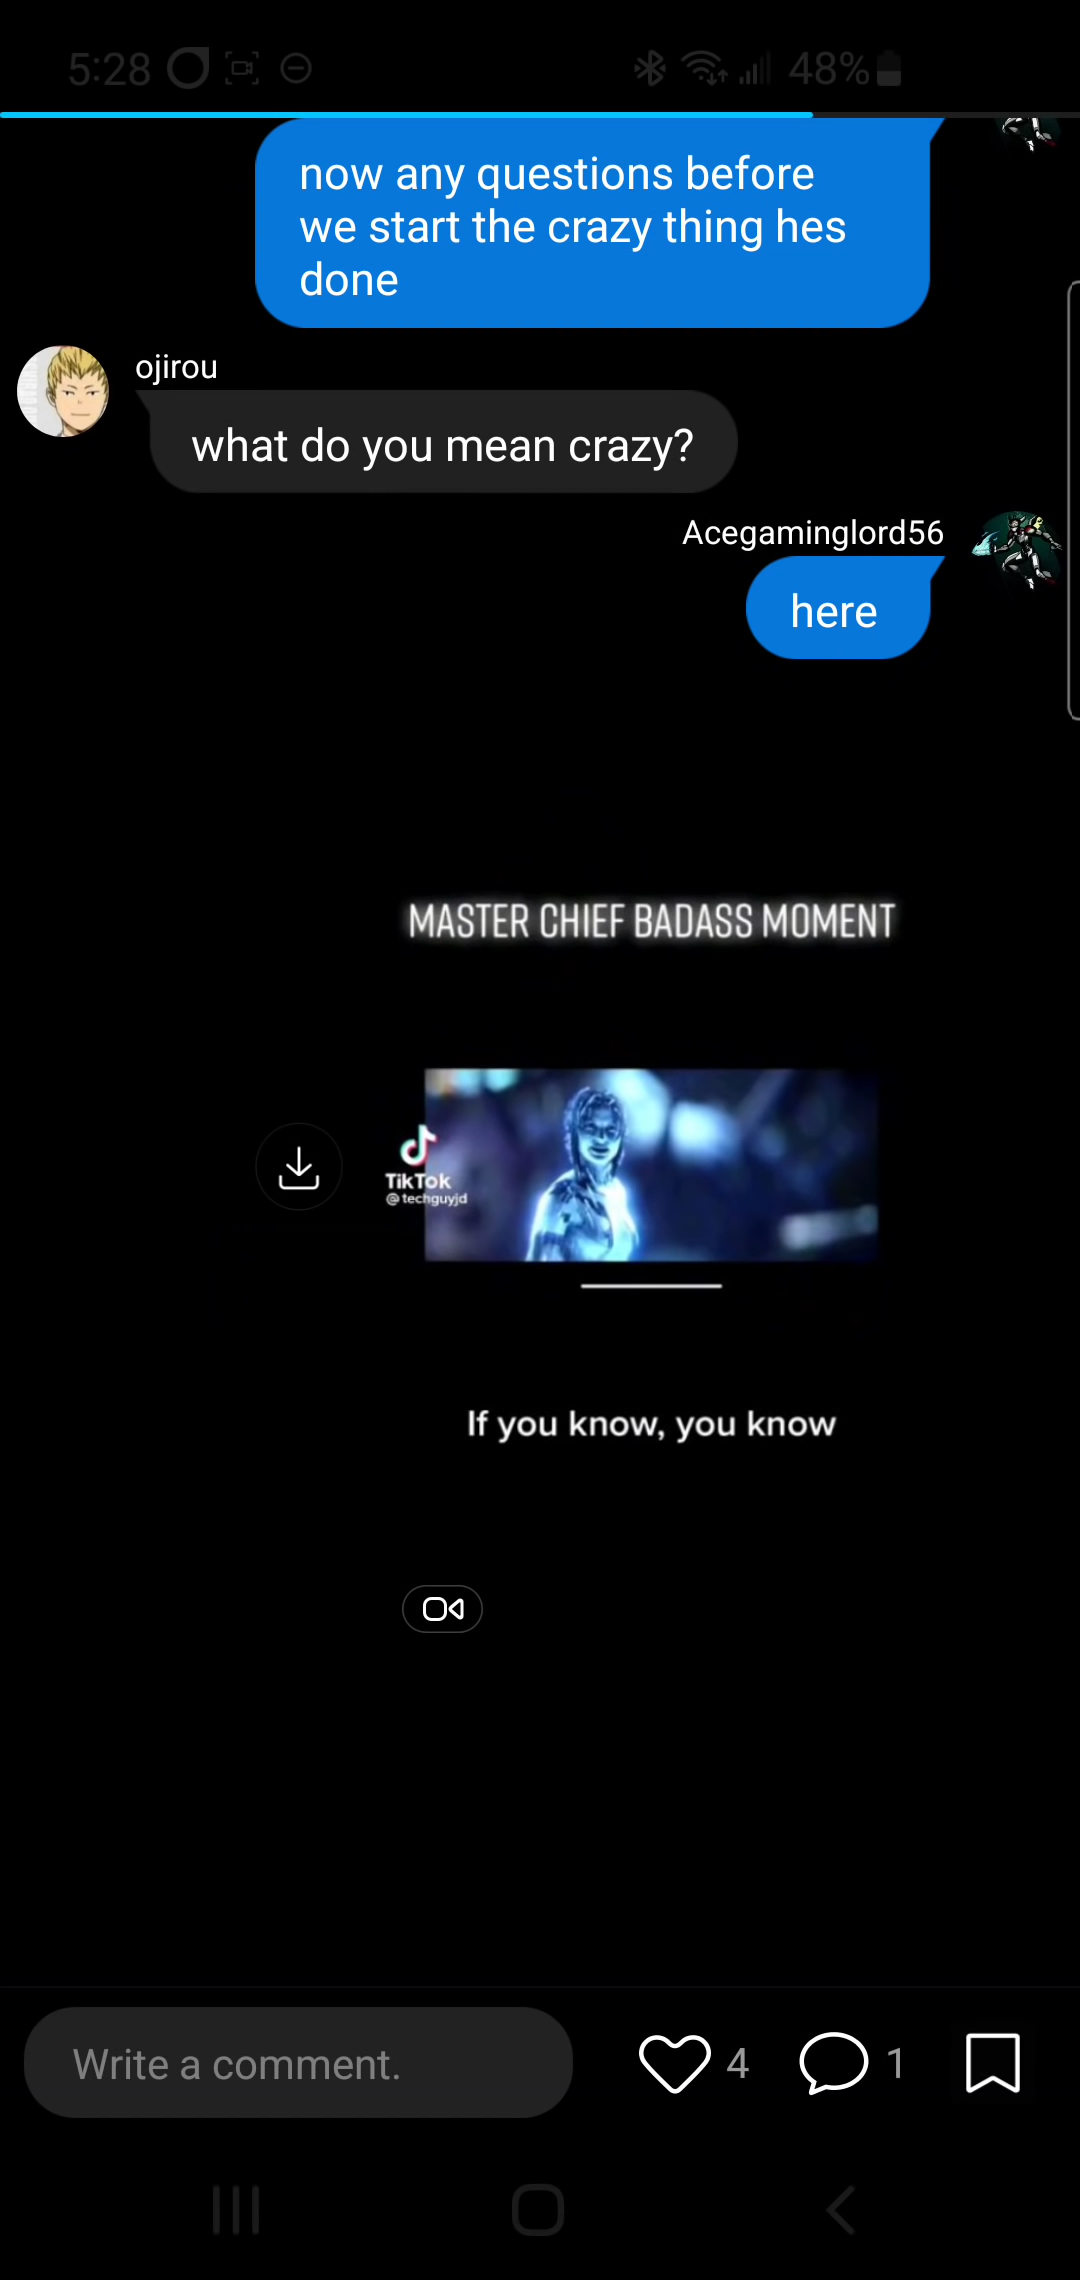 5:28
48%
now any questions before
we start the crazy thing hes
done
ojirou
what do you mean crazy?
Acegaminglord56
here
MASTER CHIEF BADASS MOMENT
TikTok
@techguyjd
If you know, you know
Write a comment.
4
1